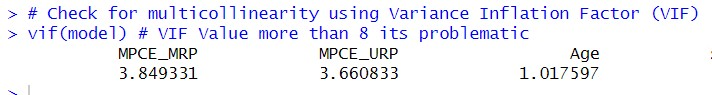 > # Check for multicollinearity using Variance Inflation Factor (VIF)
> vif(model) # VIF Value more than 8 its problematic
MPCE_MRP MPCE_URP Age
3.849331 3.660833 1.017597
>